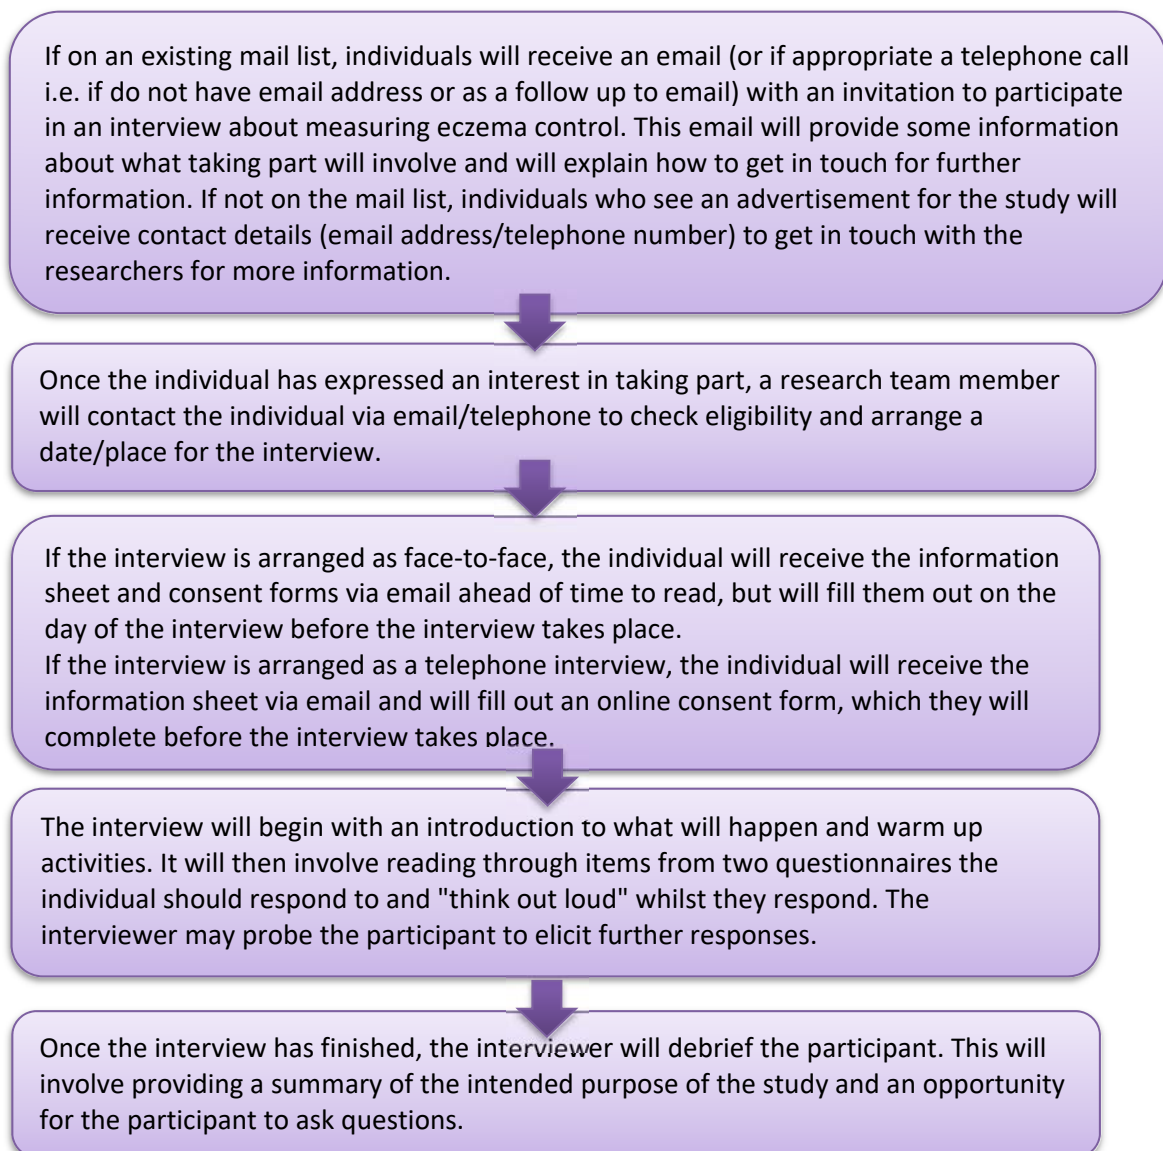 If on an existing mail list, individuals will receive an email (or if appropriate a telephone call
i.e. if do not have email address or as a follow up to email) with an invitation to participate
in an interview about measuring eczema control. This email will provide some information
about what taking part will involve and will explain how to get in touch for further
information. If not on the mail list, individuals who see an advertisement for the study will
receive contact details (email address/telephone number) to get in touch with the
researchers for more information.
Once the individual has expressed an interest in taking part, a research team member
will contact the individual via email/telephone to check eligibility and arrange a
date/place for the interview.
If the interview is arranged as face-to-face, the individual will receive the information
sheet and consent forms via email ahead of time to read, but will fill them out on the
day of the interview before the interview takes place.
If the interview is arranged as a telephone interview, the individual will receive the
information sheet via email and will fill out an online consent form, which they will
complete before the interview takes place.
The interview will begin with an introduction to what will happen and warm up
activities. It will then involve reading through items from two questionnaires the
individual should respond to and "think out loud" whilst they respond. The
interviewer may probe the participant to elicit further responses.
Once the interview has finished, the interviewer will debrief the participant. This will
involve providing a summary of the intended purpose of the study and an opportunity
for the participant to ask questions.